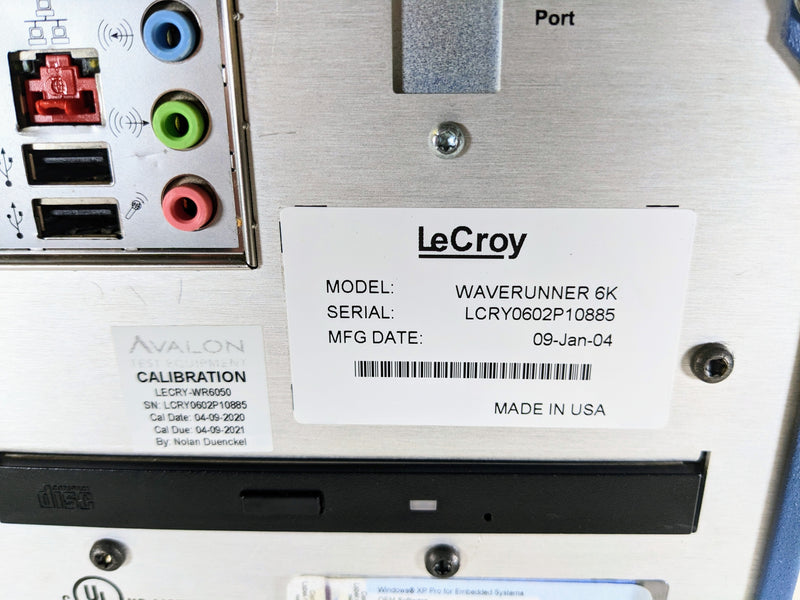 Port
LeCroy
MODEL: WAVERUNNER 6K
SERIAL: LCRY0602P10885
MFG DATE: 09-Jan-04
MADE IN USA
AVALON
TEST EQUIPMENT
CALIBRATION
LECRY-WR6050
SN: LCRY0602P10885
Cal Date: 04-09-2020
Cal Due: 04-09-2021
By: Nolan Duenckel
disc
UL
Windows® XP Pro for Embedded Systems